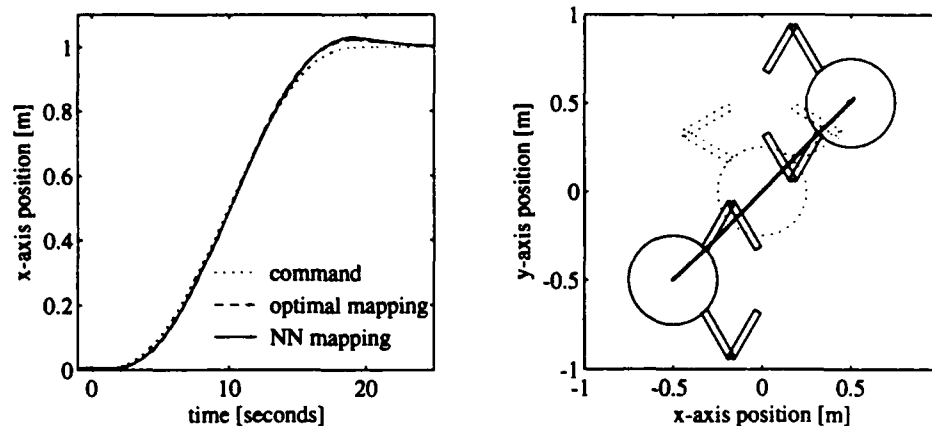 1
0.8
0.6
0.4
0.2
0
x-axis position [m]
command
optimal mapping
NN mapping
0
10
20
time [seconds]
1
0.5
0
-0.5
-1
y-axis position [m]
-1
-0.5
0
0.5
x-axis position [m]